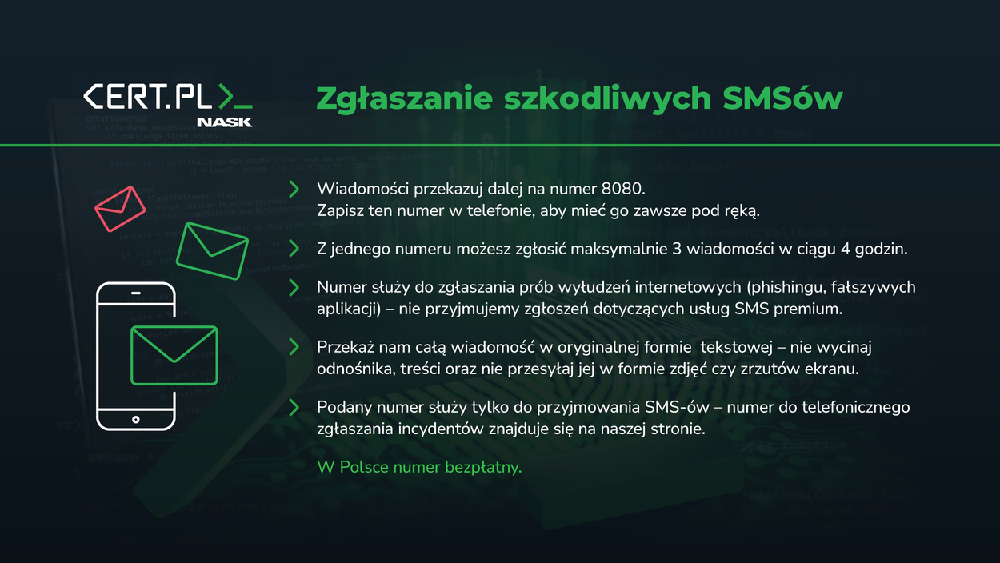 CERT.PL>_
NASK
Zgłaszanie szkodliwych SMSów
Wiadomości przekazuj dalej na numer 8080.
Zapisz ten numer w telefonie, aby mieć go zawsze pod ręką.
Z jednego numeru możesz zgłosić maksymalnie 3 wiadomości w ciągu 4 godzin.
Numer służy do zgłaszania prób wyłudzeń internetowych (phishingu, fałszywych
aplikacji) – nie przyjmujemy zgłoszeń dotyczących usług SMS premium.
Przekaż nam całą wiadomość w oryginalnej formie tekstowej – nie wycinaj
odnośnika, treści oraz nie przesyłaj jej w formie zdjęć czy zrzutów ekranu.
Podany numer służy tylko do przyjmowania SMS-ów – numer do telefonicznego
zgłaszania incydentów znajduje się na naszej stronie.
W Polsce numer bezpłatny.